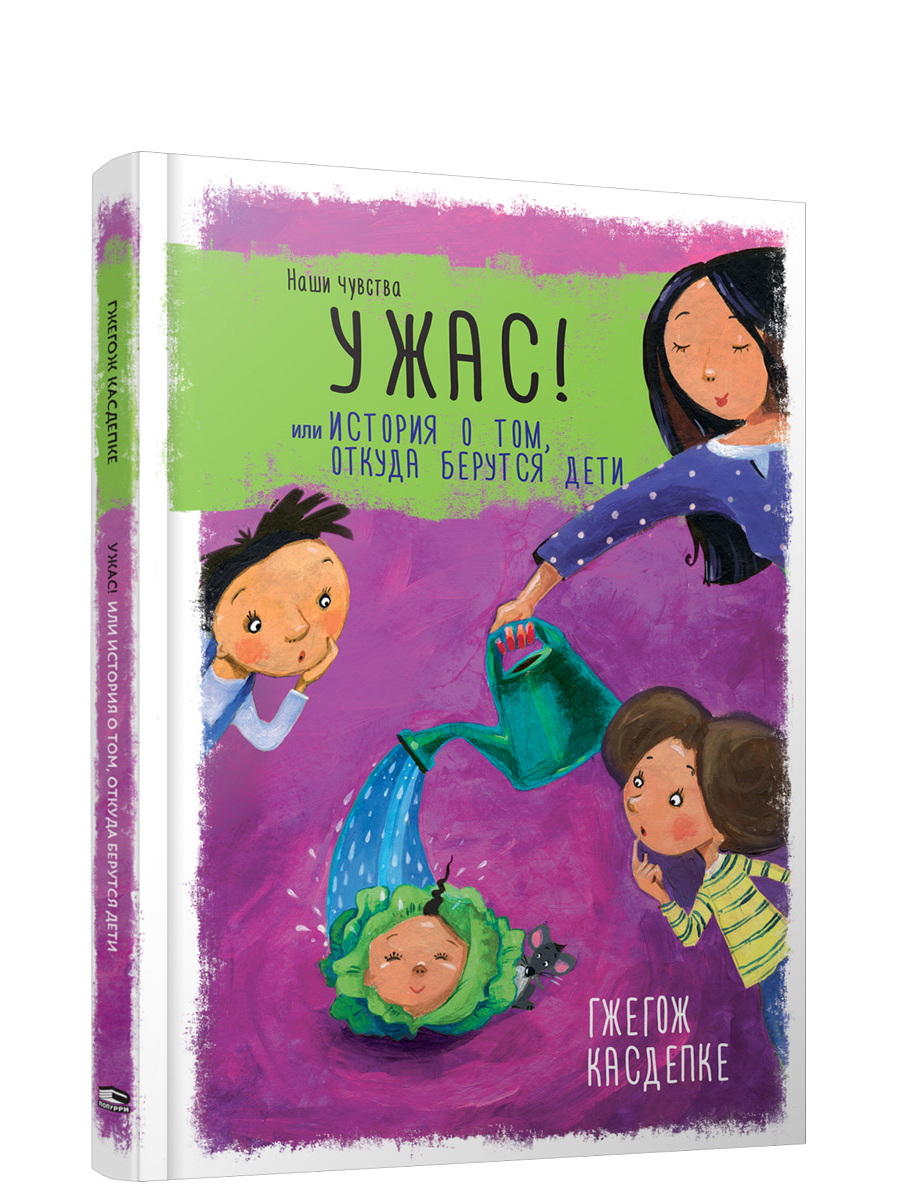 Наши чувства
УЖАС!
или ИСТОРИЯ О ТОМ,
ОТКУДА БЕРУТСЯ ДЕТИ
ГЖЕГОЖ
КАСДЕПКЕ
ГЖЕГОЖ КАСДЕПКЕ
УЖАС! ИЛИ ИСТОРИЯ О ТОМ, ОТКУДА БЕРУТСЯ ДЕТИ
ПОПУРРИ